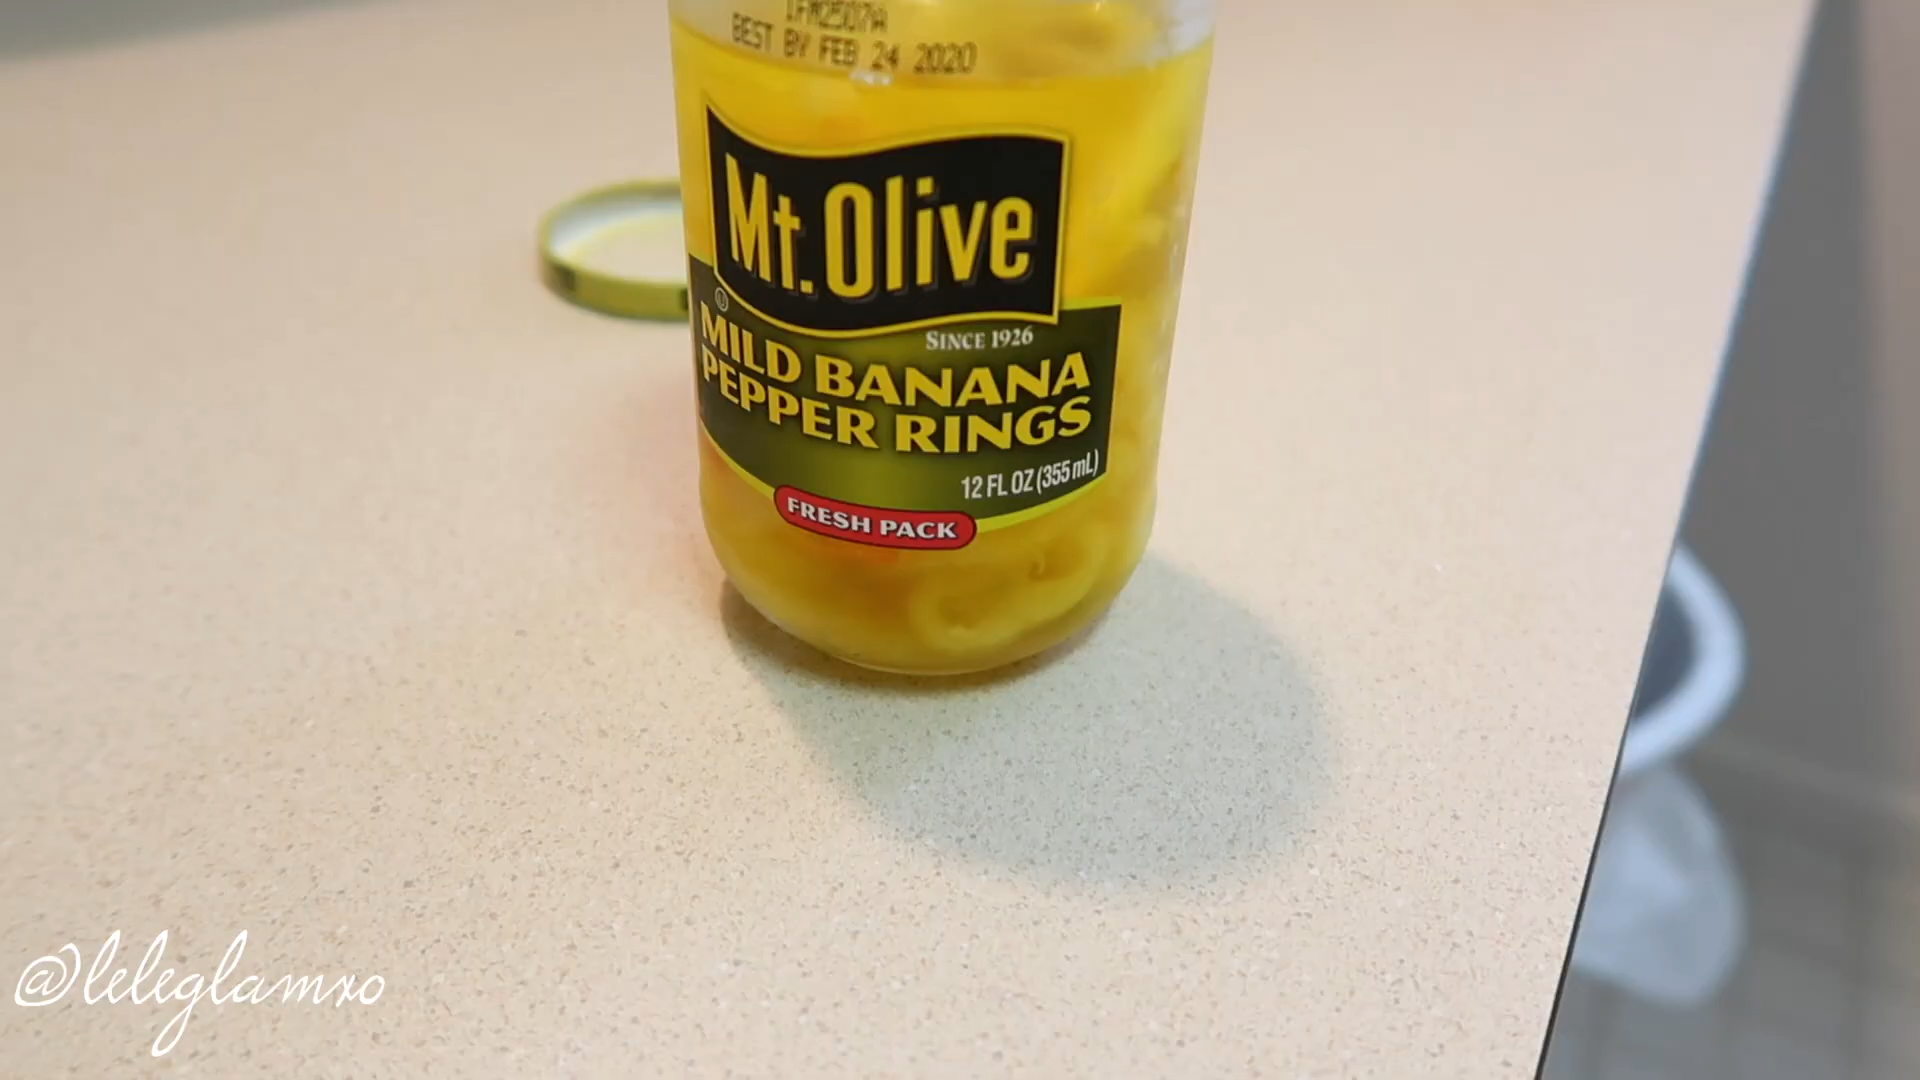 BEST BY FEB 24 2020
Mt. Olive
SINCE 1926
MILD BANANA
PEPPER RINGS
12 FL OZ (355 mL)
FRESH PACK
@leleglamxo